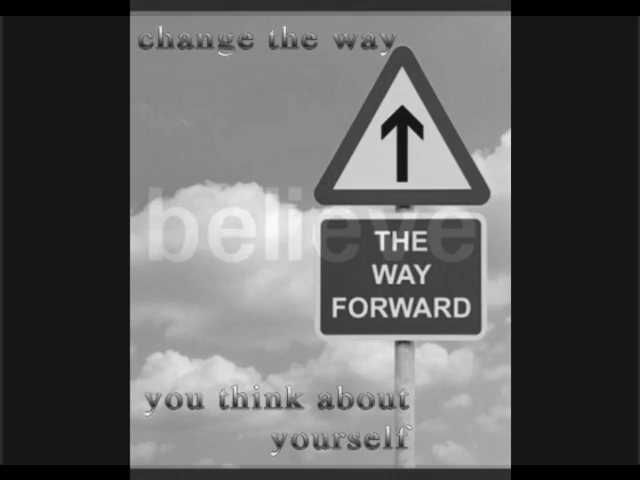 change the way
believe
THE
WAY
FORWARD
you think about
yourself